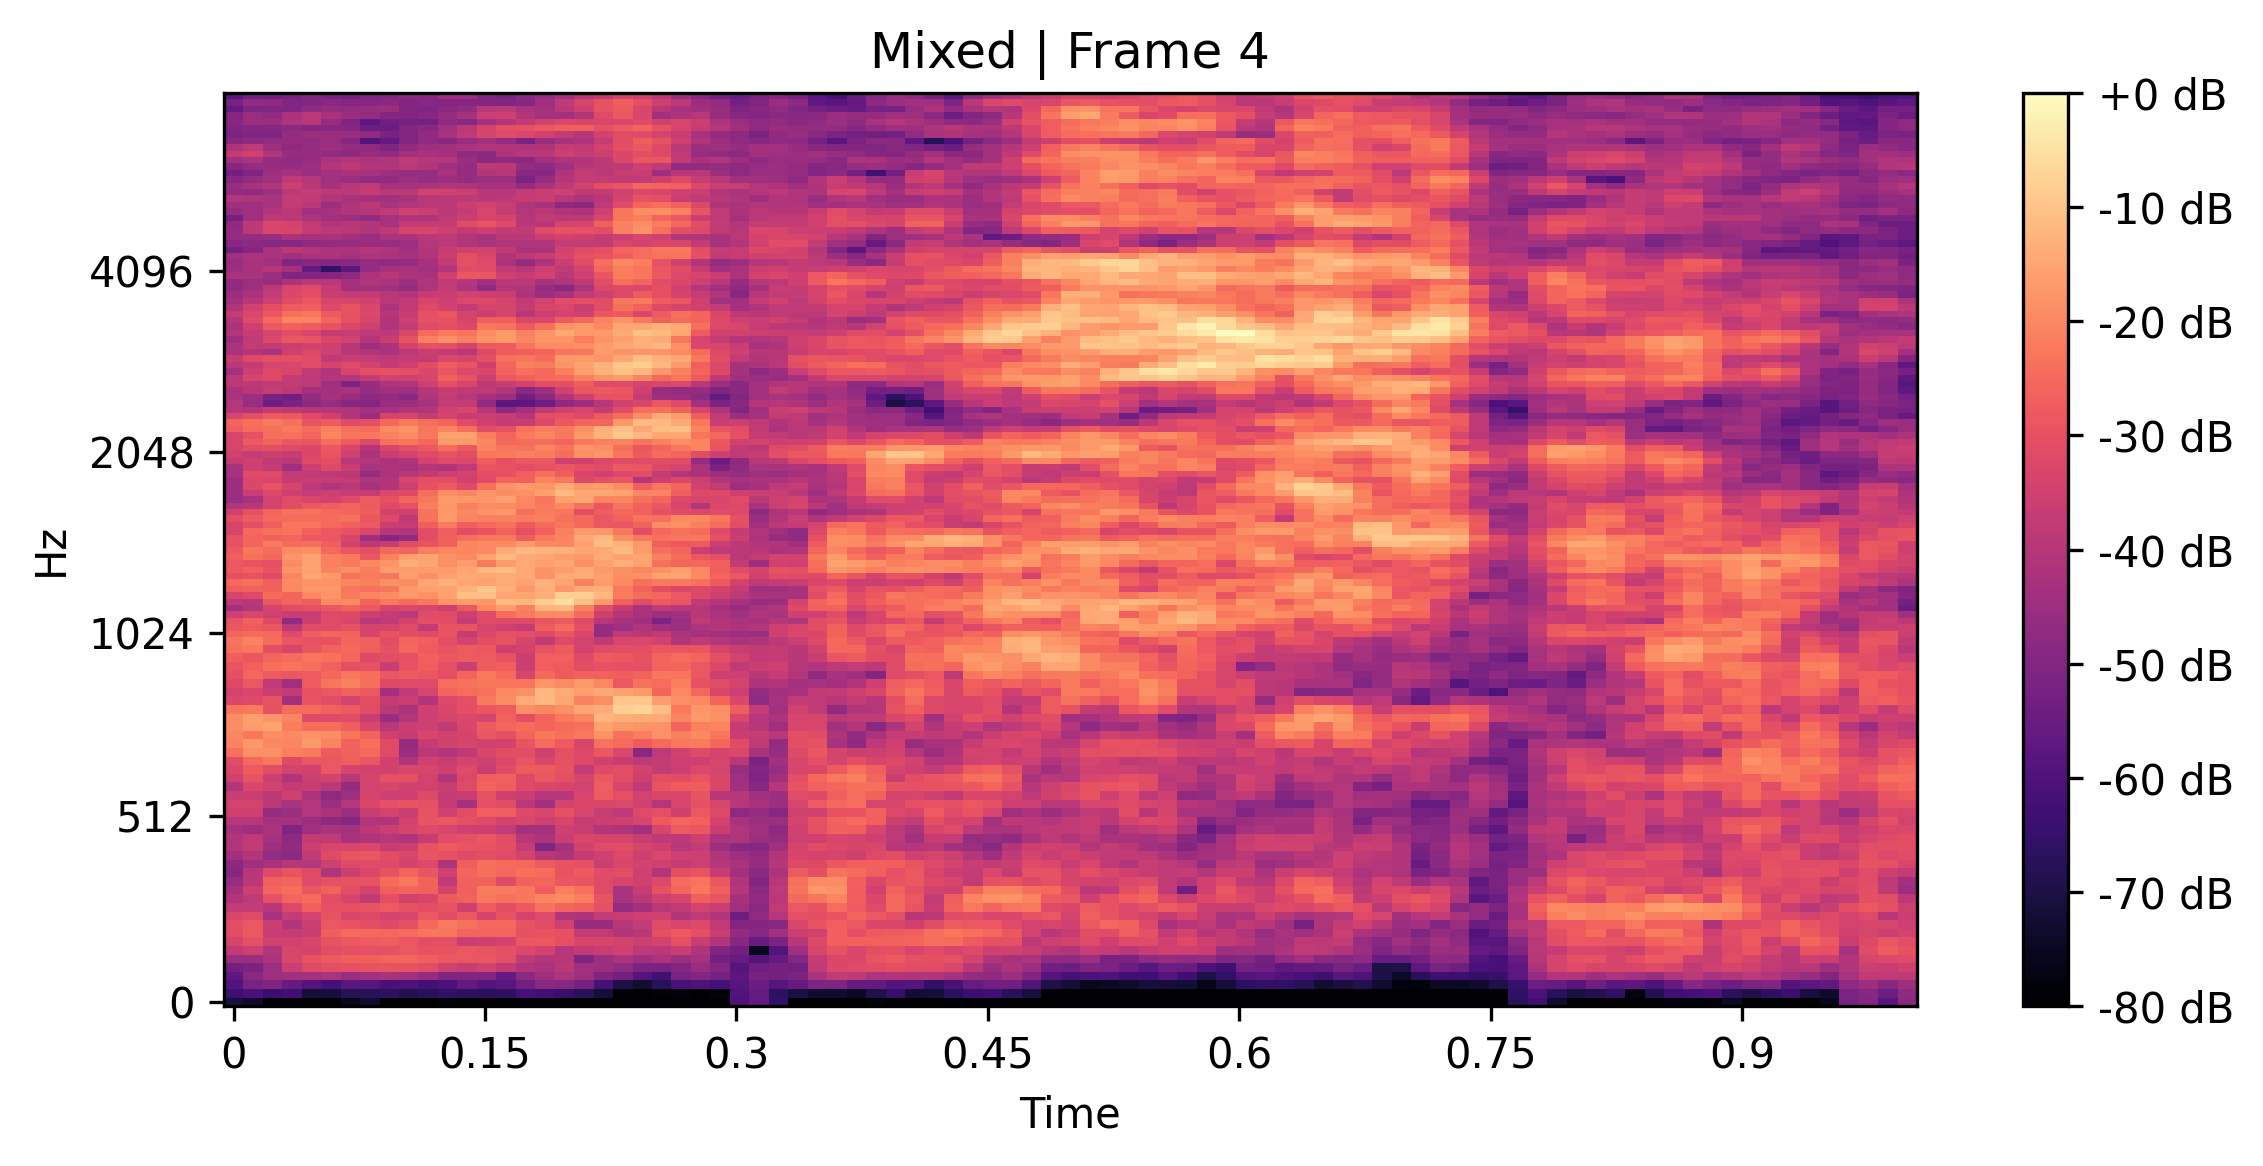 Mixed | Frame 4
+0 dB
-10 dB
-20 dB
-30 dB
-40 dB
-50 dB
-60 dB
-70 dB
-80 dB
Hz
4096
2048
1024
512
0
0 0.15 0.3 0.45 0.6 0.75 0.9
Time